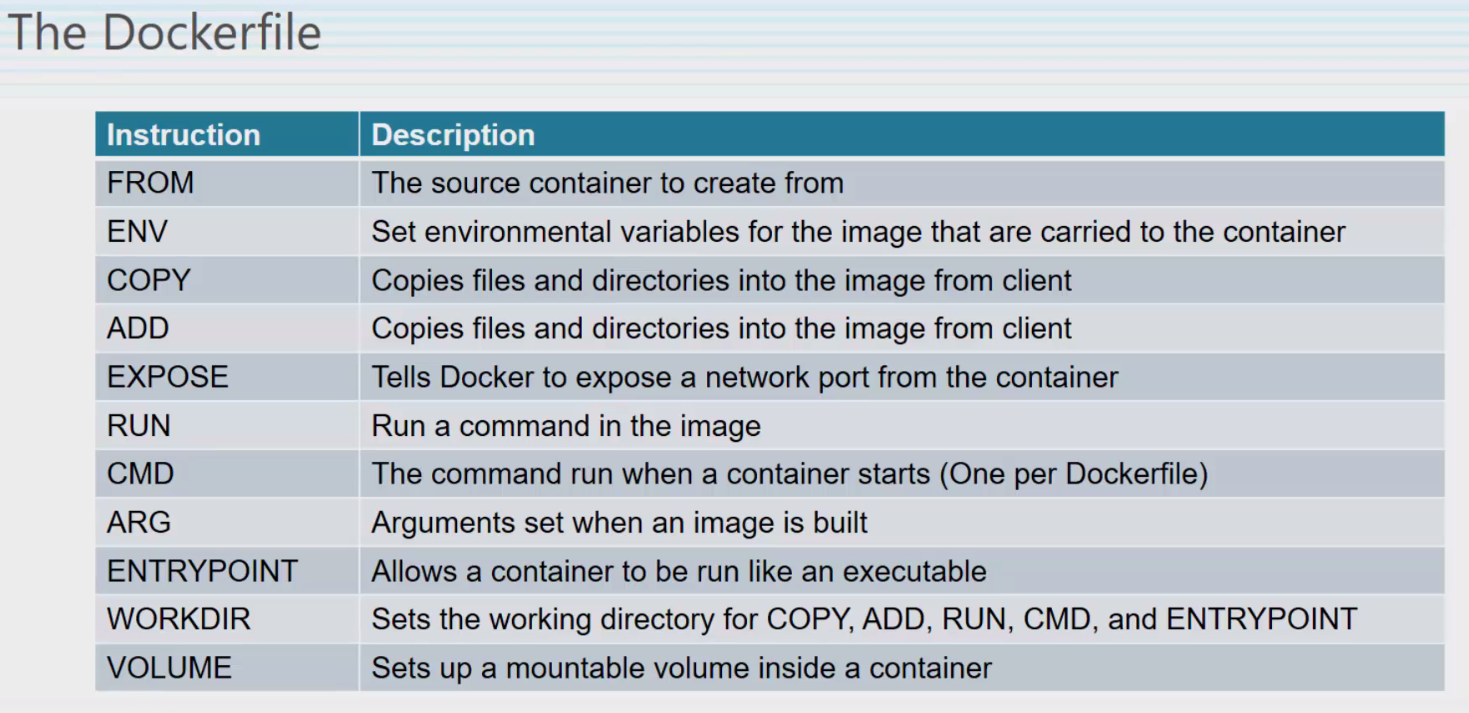 The Dockerfile
Instruction Description
FROM The source container to create from
ENV Set environmental variables for the image that are carried to the container
COPY Copies files and directories into the image from client
ADD Copies files and directories into the image from client
EXPOSE Tells Docker to expose a network port from the container
RUN Run a command in the image
CMD The command run when a container starts (One per Dockerfile)
ARG Arguments set when an image is built
ENTRYPOINT Allows a container to be run like an executable
WORKDIR Sets the working directory for COPY, ADD, RUN, CMD, and ENTRYPOINT
VOLUME Sets up a mountable volume inside a container